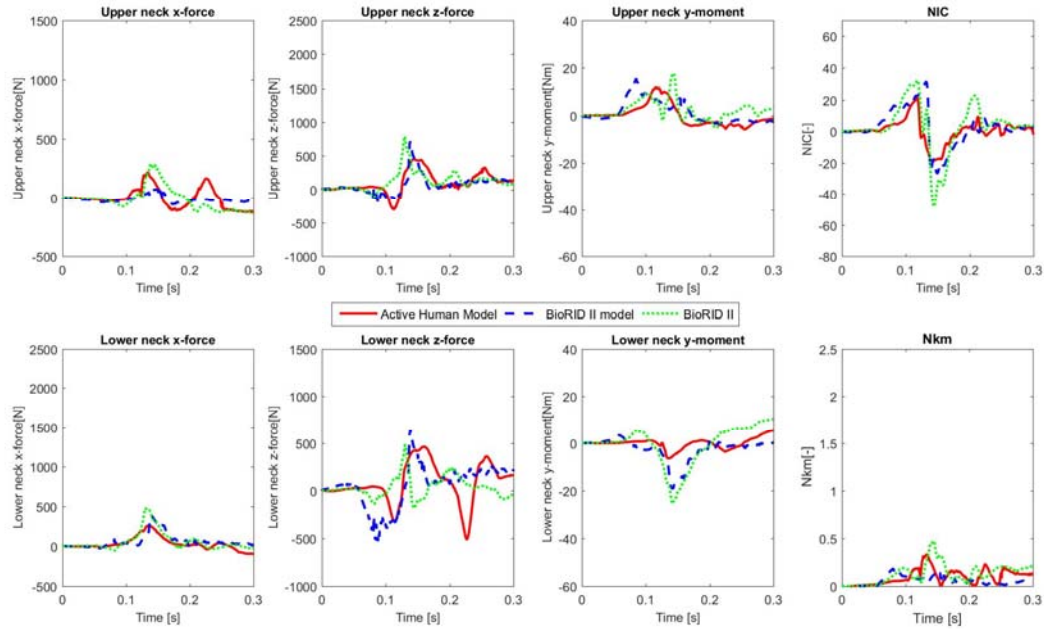 Upper neck x-force
Upper neck z-force
Upper neck y-moment
NIC
1500
1000
500
0
-500
Upper neck x-force[N]
0 0.1 0.2 0.3
Time [s]
2500
2000
1500
1000
500
0
-500
-1000
Upper neck z-force[N]
0 0.1 0.2 0.3
Time [s]
40
20
0
-20
-40
-60
Upper neck y-moment[Nm]
0 0.1 0.2 0.3
Time [s]
60
40
20
0
-20
-40
-60
-80
NIC[-]
0 0.1 0.2 0.3
Time [s]
Active Human Model BioRID II model BioRID II
Lower neck x-force
Lower neck z-force
Lower neck y-moment
Nkm
2500
2000
1500
1000
500
0
-500
Lower neck x-force[N]
0 0.1 0.2 0.3
Time [s]
1500
1000
500
0
-500
-1000
Lower neck z-force[N]
0 0.1 0.2 0.3
Time [s]
40
20
0
-20
-40
-60
Lower neck y-moment[Nm]
0 0.1 0.2 0.3
Time [s]
2.5
2
1.5
1
0.5
0
Nkm[-]
0 0.1 0.2 0.3
Time [s]